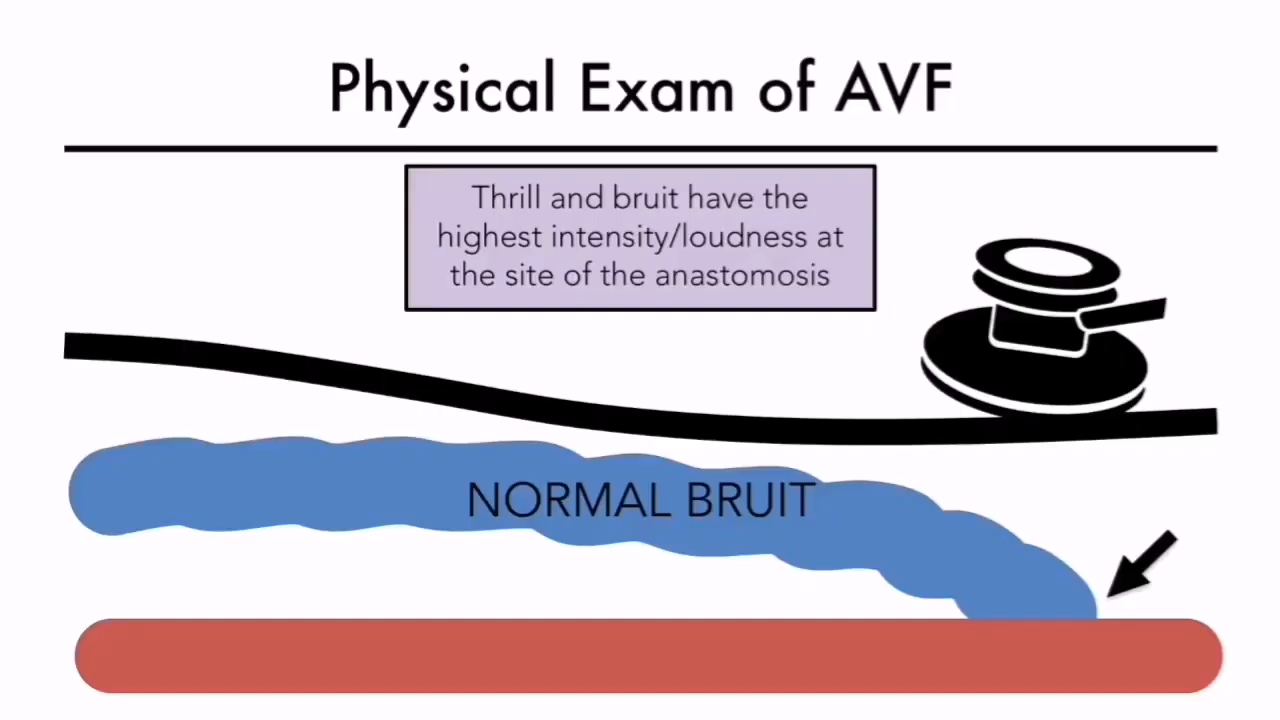 Physical Exam of AVF
Thrill and bruit have the
highest intensity/loudness at
the site of the anastomosis
NORMAL BRUIT